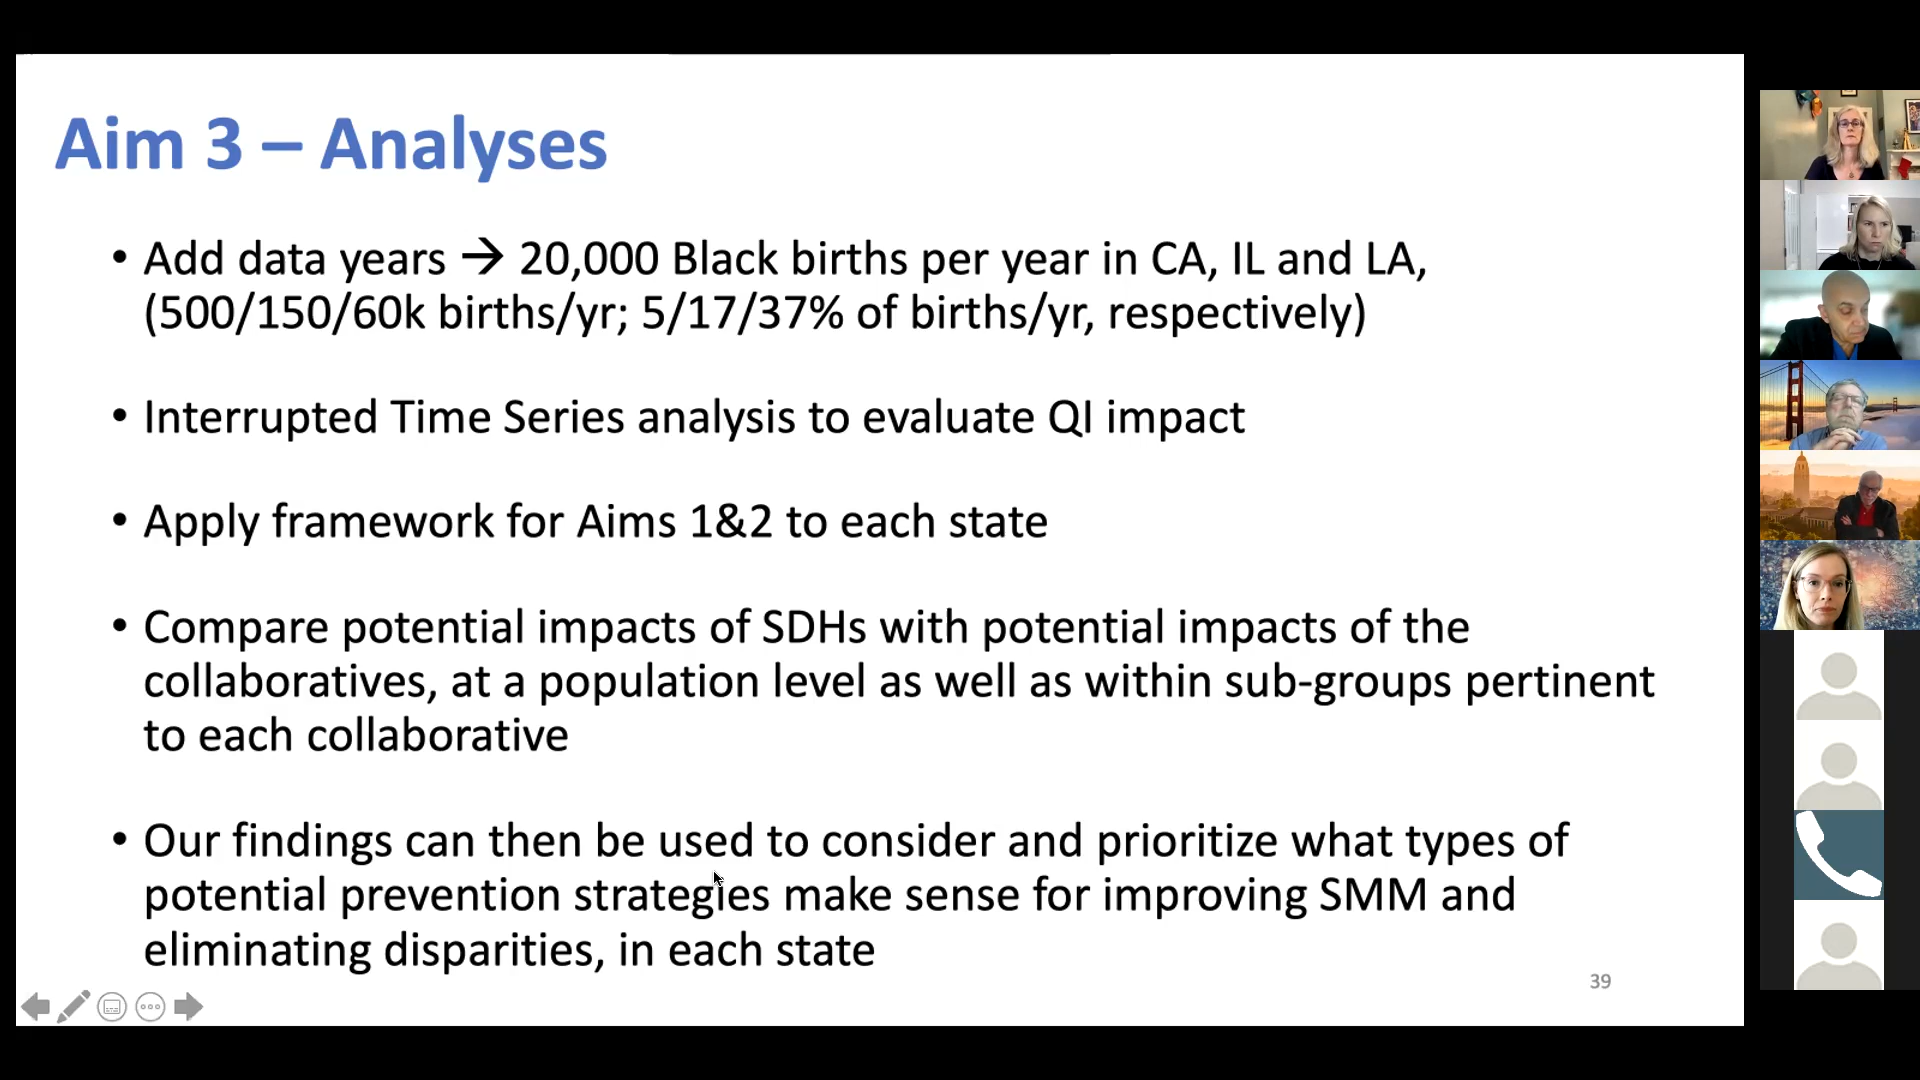 Aim 3 – Analyses
• Add data years → 20,000 Black births per year in CA, IL and LA,
(500/150/60k births/yr; 5/17/37% of births/yr, respectively)
• Interrupted Time Series analysis to evaluate QI impact
• Apply framework for Aims 1&2 to each state
• Compare potential impacts of SDHs with potential impacts of the
collaboratives, at a population level as well as within sub-groups pertinent
to each collaborative
• Our findings can then be used to consider and prioritize what types of
potential prevention strategies make sense for improving SMM and
eliminating disparities, in each state
39